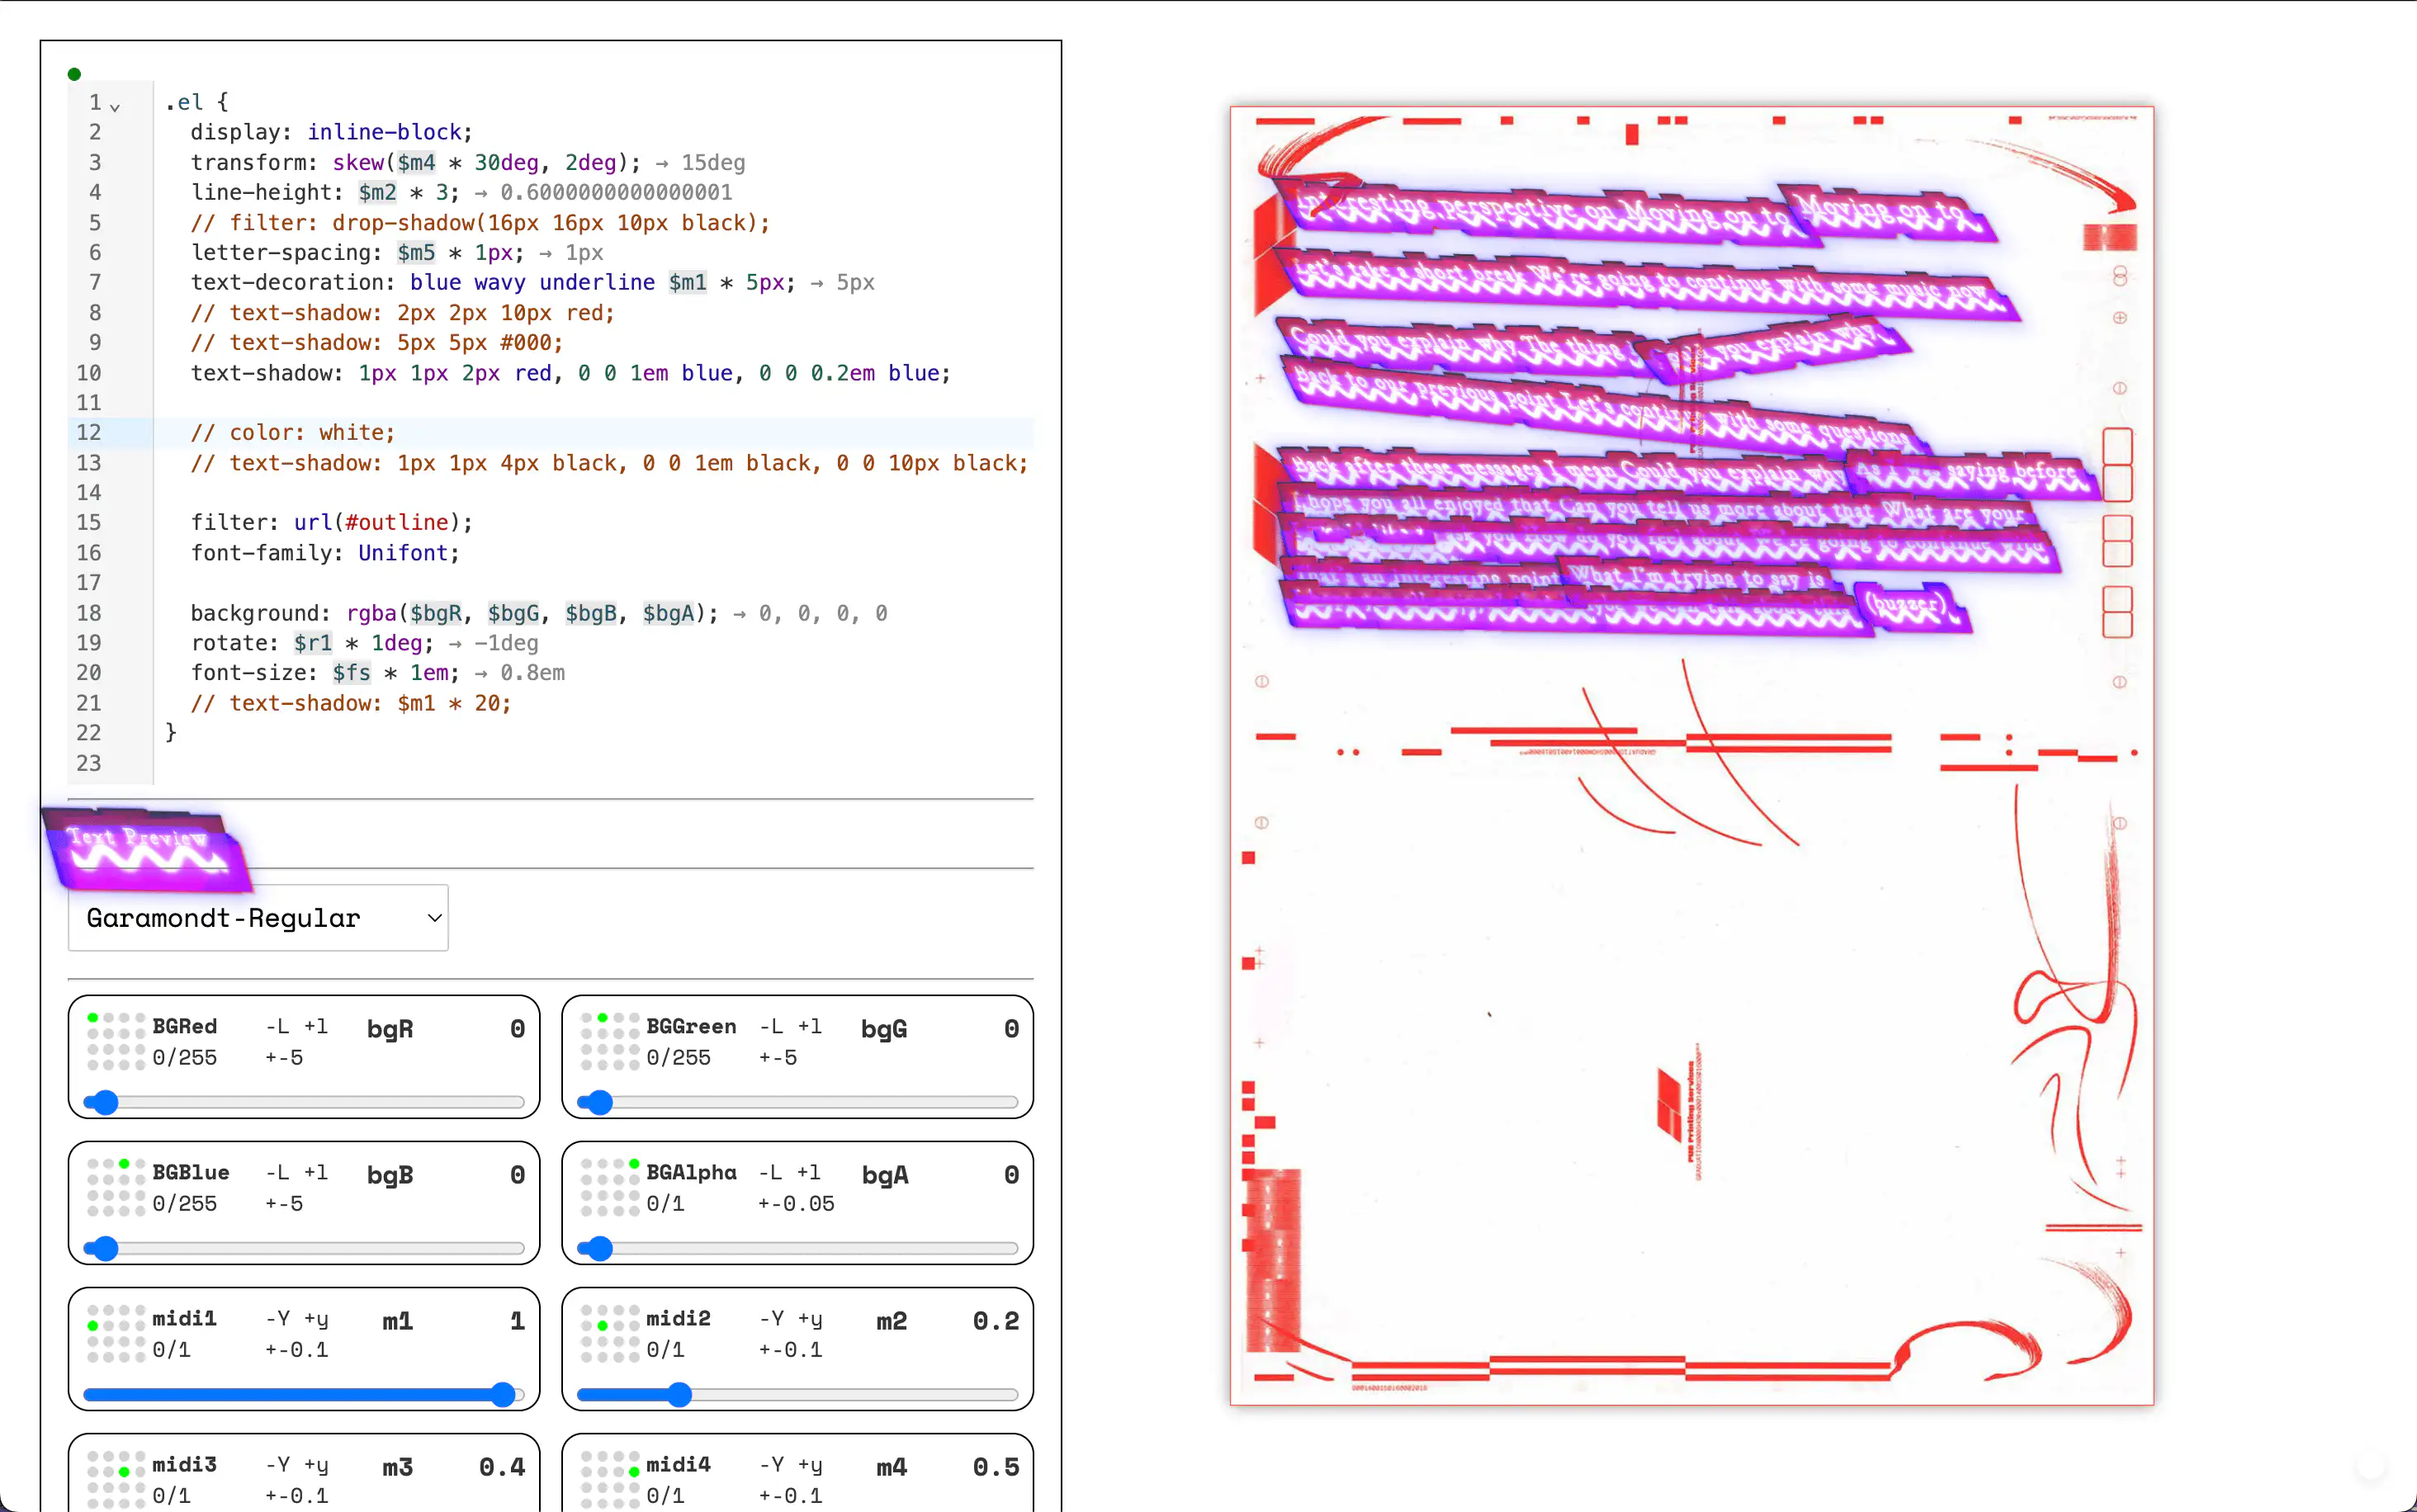 1 .el {
2 display: inline-block;
3 transform: skew($m4 * 30deg, 2deg); → 15deg
4 line-height: $m2 * 3; → 0.6000000000000001
5 // filter: drop-shadow(16px 16px 10px black);
6 letter-spacing: $m5 * 1px; → 1px
7 text-decoration: blue wavy underline $m1 * 5px; → 5px
8 // text-shadow: 2px 2px 10px red;
9 // text-shadow: 5px 5px #000;
10 text-shadow: 1px 1px 2px red, 0 0 1em blue, 0 0 0.2em blue;
11
12 // color: white;
13 // text-shadow: 1px 1px 4px black, 0 0 1em black, 0 0 10px black;
14
15 filter: url(#outline);
16 font-family: Unifont;
17
18 background: rgba($bgR, $bgG, $bgB, $bgA); → 0, 0, 0, 0
19 rotate: $r1 * 1deg; → -1deg
20 font-size: $fs * 1em; → 0.8em
21 // text-shadow: $m1 * 20;
22 }
23
Text Preview
Garamondt-Regular
BGRed -L +l bgR 0
0/255 +-5
BGGreen -L +l bgG 0
0/255 +-5
BGBlue -L +l bgB 0
0/255 +-5
BGAlpha -L +l bgA 0
0/1 +-0.05
midi1 -Y +y m1 1
0/1 +-0.1
midi2 -Y +y m2 0.2
0/1 +-0.1
midi3 -Y +y m3 0.4
0/1 +-0.1
midi4 -Y +y m4 0.5
0/1 +-0.1
Interesting perspective on Moving on to Moving on to
Let's take a short break We're going to continue with some music now
Could you explain why The thing you explain why
Back to our previous point Let's contin with some questions
Back after these messages I mean Could explain why As I saying before
I hope you all enjoyed that Can you tell us more about that What are your
you How do you feel about We're going to continue with
That's an interesting point What I'm trying to say is
(buzzer)
PUB Printing Services